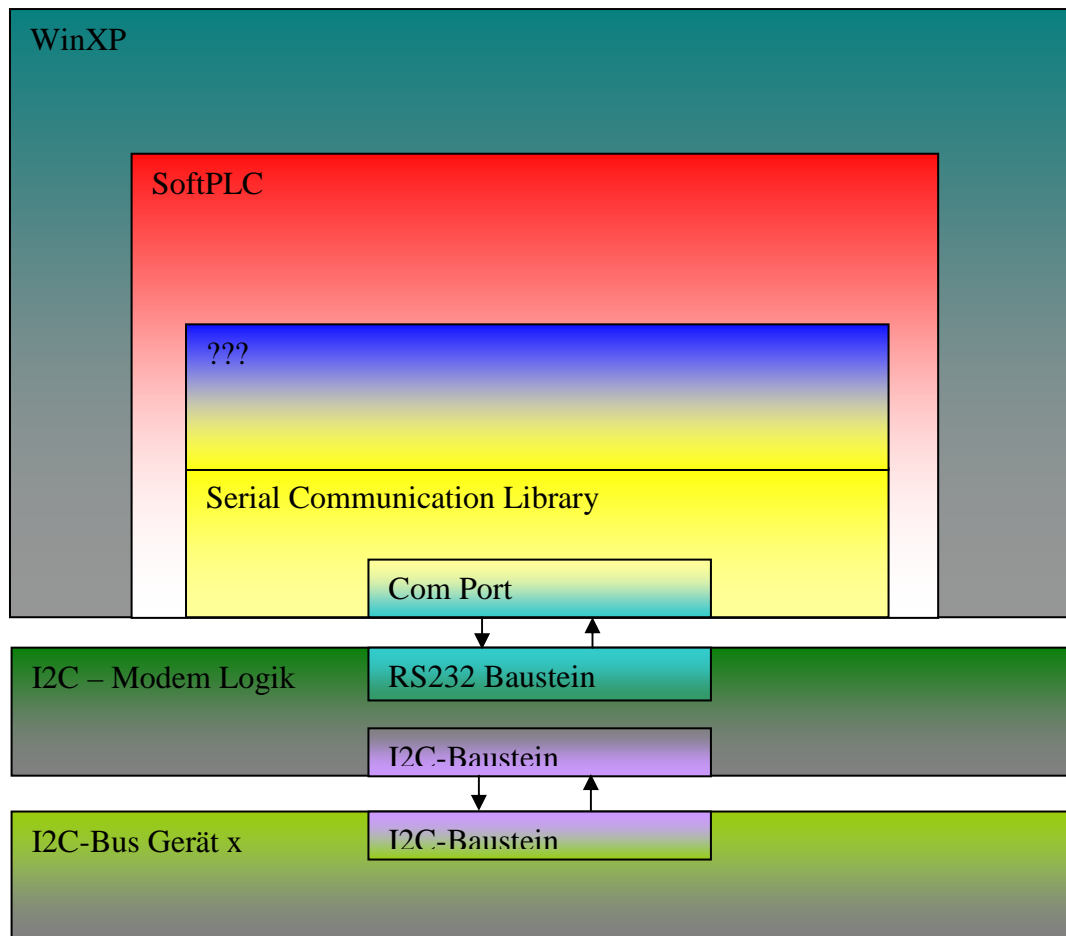 WinXP
SoftPLC
???
Serial Communication Library
Com Port
I2C – Modem Logik
RS232 Baustein
I2C-Baustein
I2C-Bus Gerät x
I2C-Baustein